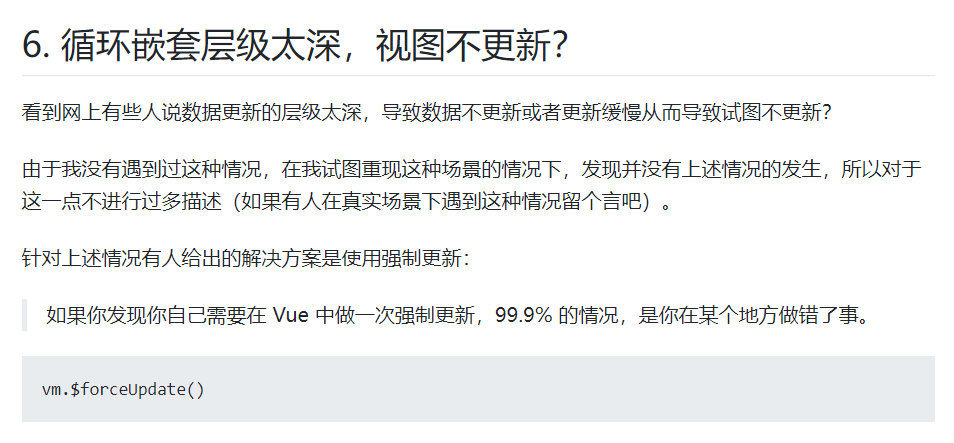 6. 循环嵌套层级太深，视图不更新？
看到网上有些人说数据更新的层级太深，导致数据不更新或者更新缓慢从而导致试图不更新？
由于我没有遇到过这种情况，在我试图重现这种场景的情况下，发现并没有上述情况的发生，所以对于
这一点不进行过多描述（如果有人在真实场景下遇到这种情况留个言吧）。
针对上述情况有人给出的解决方案是使用强制更新：
如果你发现你自己需要在 Vue 中做一次强制更新，99.9% 的情况，是你在某个地方做错了事。
vm.$forceUpdate()